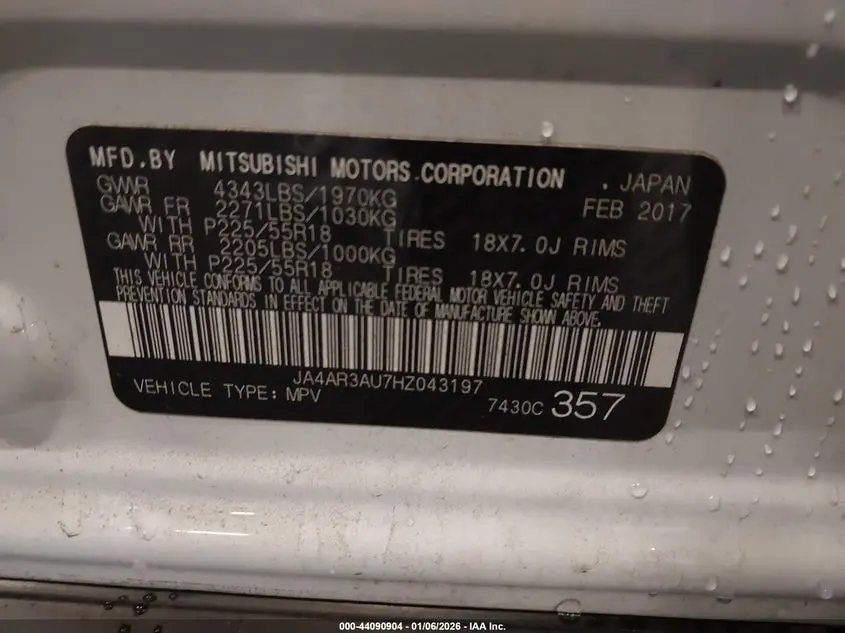 MFD.BY MITSUBISHI MOTORS CORPORATION . JAPAN
GVWR 4343LBS/1970KG FEB 2017
GAWR FR 2271LBS/1030KG
WITH P225/55R18 TIRES 18X7.0J RIMS
GAWR RR 2205LBS/1000KG
WITH P225/55R18 TIRES 18X7.0J RIMS
THIS VEHICLE CONFORMS TO ALL APPLICABLE FEDERAL MOTOR VEHICLE SAFETY AND THEFT
PREVENTION STANDARDS IN EFFECT ON THE DATE OF MANUFACTURE SHOWN ABOVE.
JA4AR3AU7HZ043197
VEHICLE TYPE: MPV 7430C 357
000-44090904 - 01/06/2026 - IAA Inc.